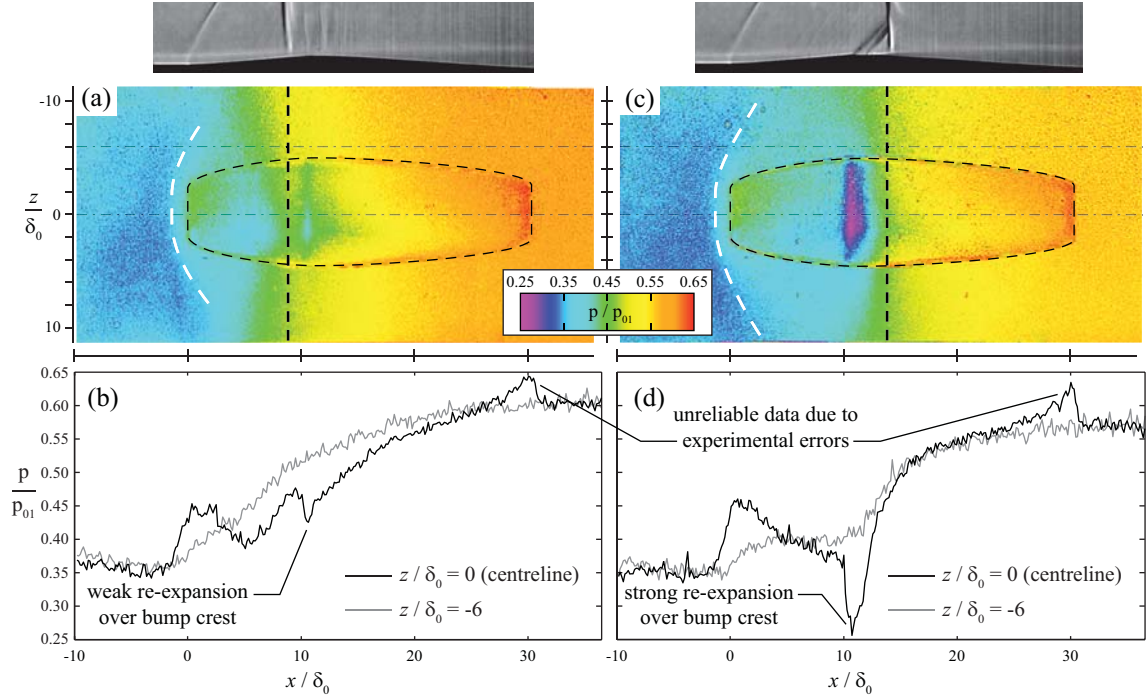 (a)
(c)
-10
z
δ₀
0
10
0.25 0.35 0.45 0.55 0.65
p / p₀₁
(b)
(d)
0.65
0.60
0.55
0.50
p
p₀₁
0.45
0.40
0.35
0.30
0.25
unreliable data due to
experimental errors
weak re-expansion
over bump crest
z / δ₀ = 0 (centreline)
z / δ₀ = -6
strong re-expansion
over bump crest
z / δ₀ = 0 (centreline)
z / δ₀ = -6
-10 0 10 20 30
x / δ₀
-10 0 10 20 30
x / δ₀